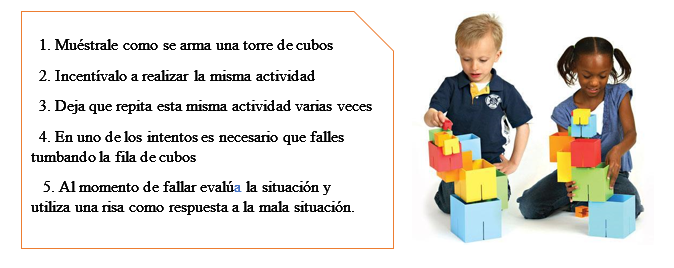 1. Muéstrale como se arma una torre de cubos
2. Incentívalo a realizar la misma actividad
3. Deja que repita esta misma actividad varias veces
4. En uno de los intentos es necesario que falles
tumbando la fila de cubos
5. Al momento de fallar evalúa la situación y
utiliza una risa como respuesta a la mala situación.